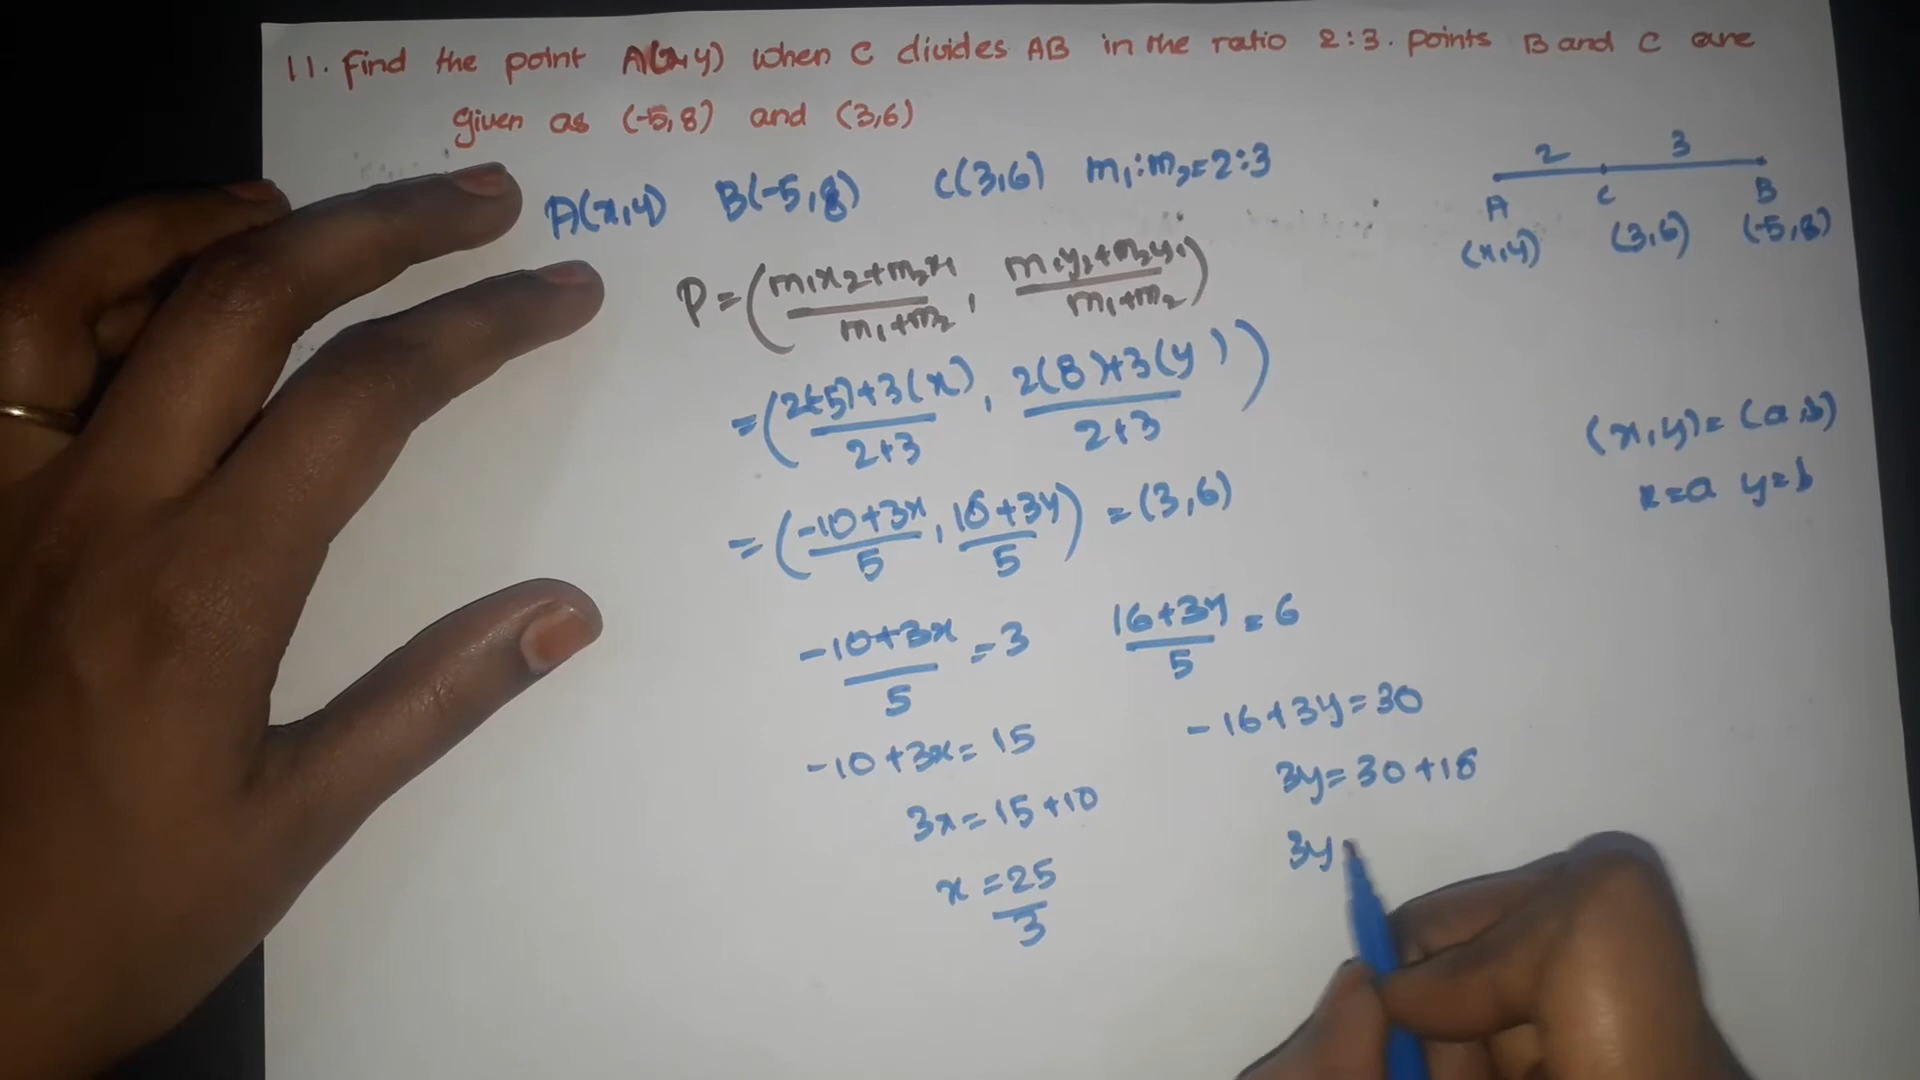 11. Find the point A(x,y) when C divides AB in the ratio 2:3. points B and C are
given as (-5,8) and (3,6)
A(x,y) B(-5,8) C(3,6) m₁:m₂=2:3
2 3
A C B
(x,y) (3,6) (-5,8)
P=(m₁x₂+m₂x₁/m₁+m₂, m₁y₂+m₂y₁/m₁+m₂)
=(2(-5)+3(x)/2+3, 2(8)+3(y)/2+3)
(x,y)=(a,b)
x=a y=b
=(-10+3x/5, 16+3y/5)=(3,6)
-10+3x/5=3 16+3y/5=6
-10+3x=15 -16+3y=30
3x=15+10 3y=30+16
x=25/3 3y